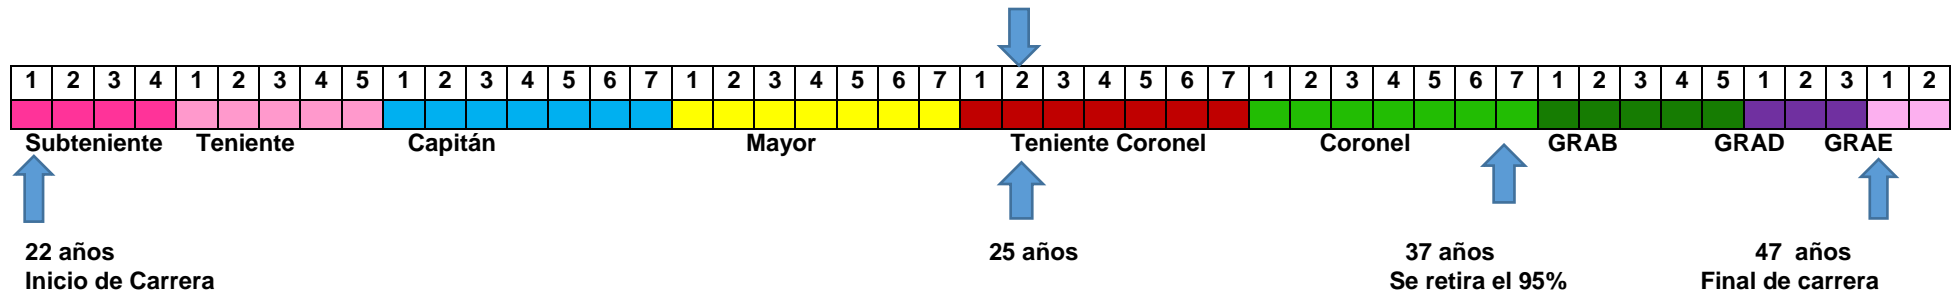 1 2 3 4 1 2 3 4 5 1 2 3 4 5 6 7 1 2 3 4 5 6 7 1 2 3 4 5 6 7 1 2 3 4 5 6 7 1 2 3 4 5 1 2 3 1 2
Subteniente Teniente Capitán Mayor Teniente Coronel Coronel GRAB GRAD GRAE
22 años 25 años 37 años 47 años
Inicio de Carrera Se retira el 95% Final de carrera